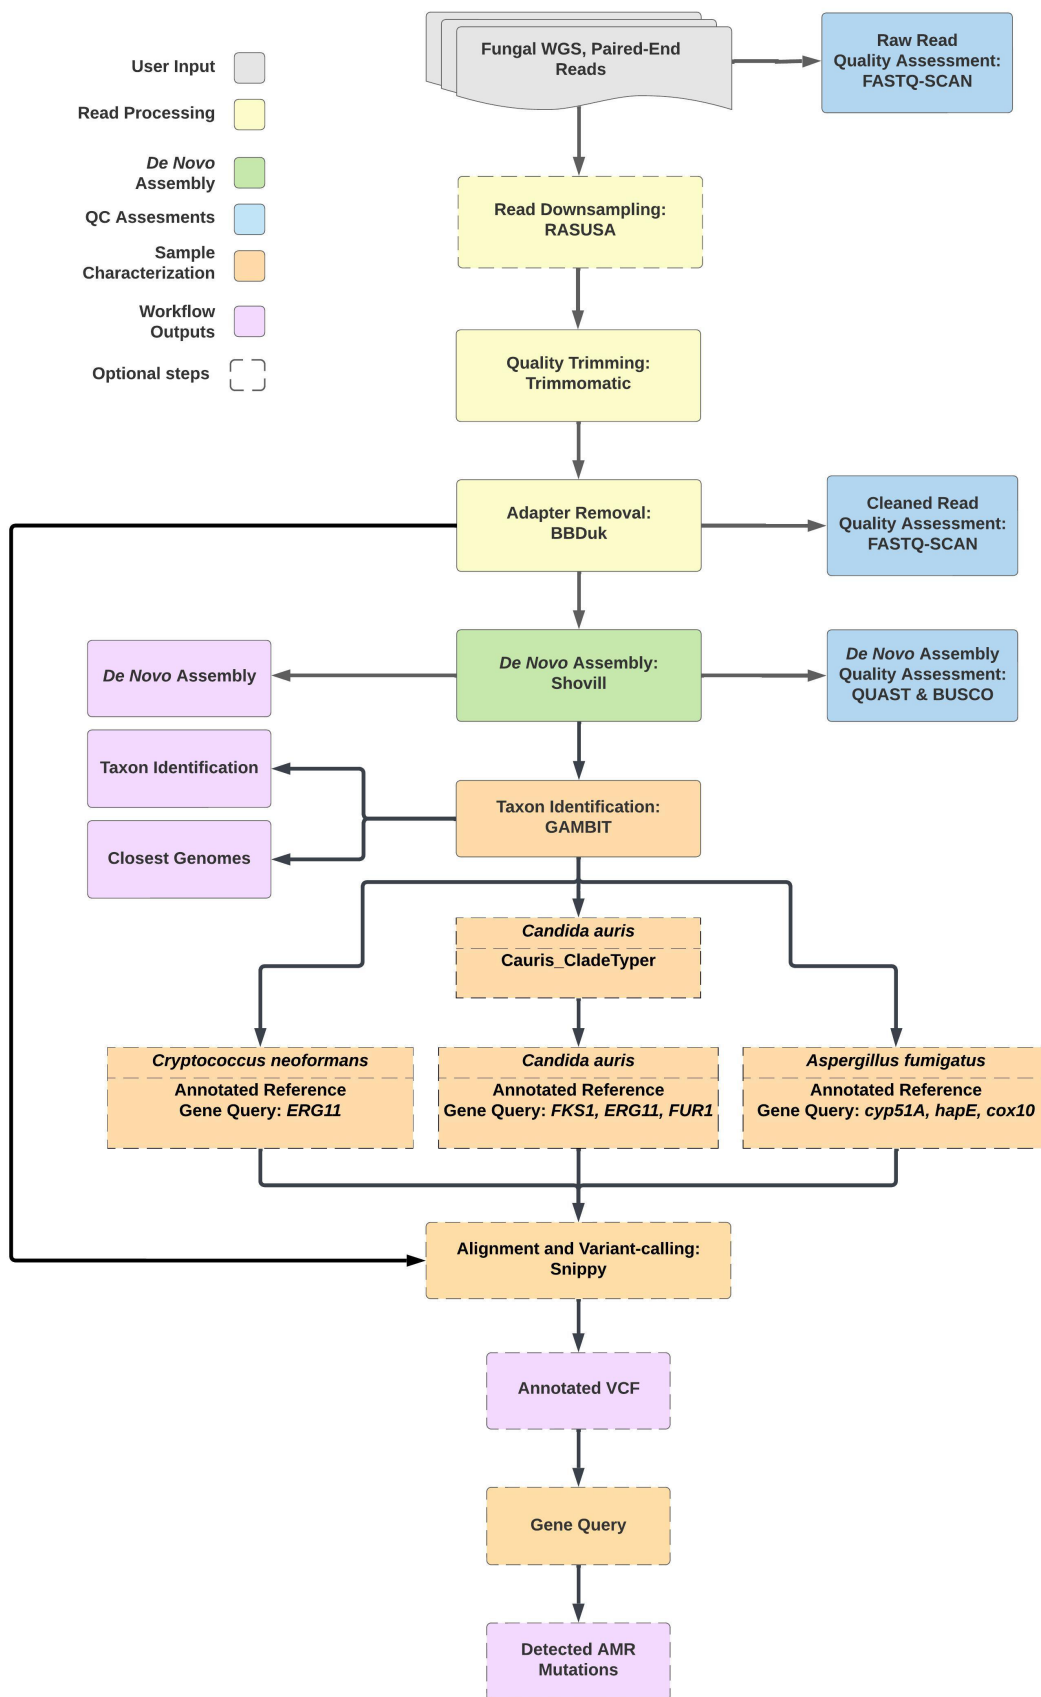 User Input
Read Processing
De Novo
Assembly
QC Assesments
Sample
Characterization
Workflow
Outputs
Optional steps
Fungal WGS, Paired-End
Reads
Raw Read
Quality Assessment:
FASTQ-SCAN
Read Downsampling:
RASUSA
Quality Trimming:
Trimmomatic
Adapter Removal:
BBDuk
Cleaned Read
Quality Assessment:
FASTQ-SCAN
De Novo Assembly
De Novo Assembly:
Shovill
De Novo Assembly
Quality Assessment:
QUAST & BUSCO
Taxon Identification
Closest Genomes
Taxon Identification:
GAMBIT
Candida auris
Cauris_CladeTyper
Cryptococcus neoformans
Annotated Reference
Gene Query: ERG11
Candida auris
Annotated Reference
Gene Query: FKS1, ERG11, FUR1
Aspergillus fumigatus
Annotated Reference
Gene Query: cyp51A, hapE, cox10
Alignment and Variant-calling:
Snippy
Annotated VCF
Gene Query
Detected AMR
Mutations